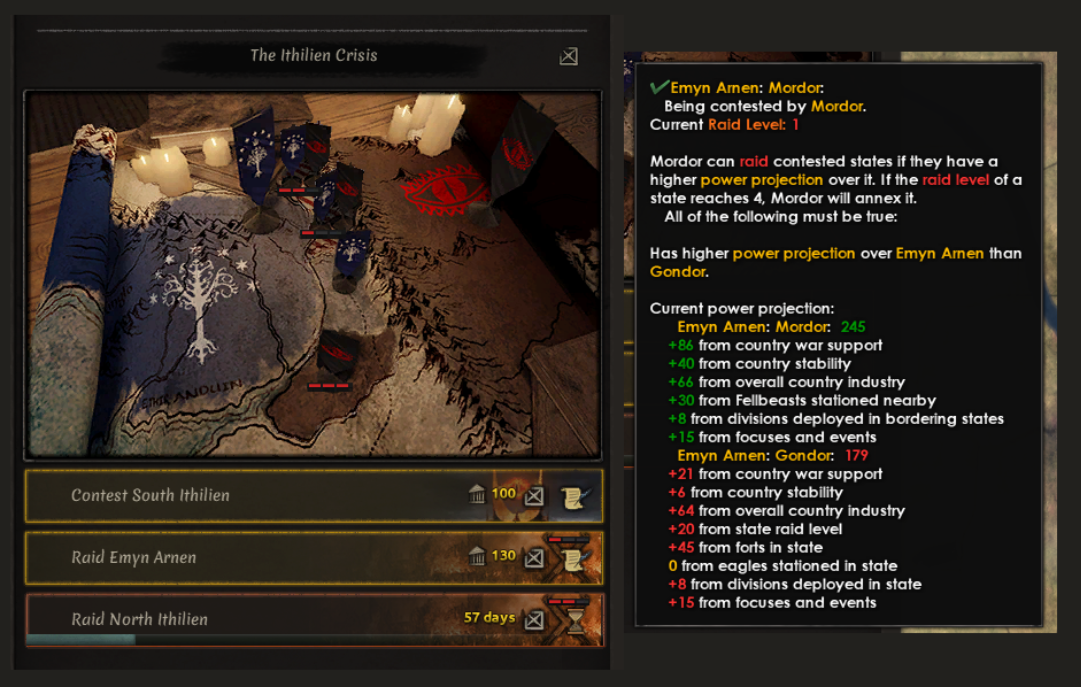 The Ithilien Crisis
ANDUIN
Contest South Ithilien
100
Raid Emyn Arnen
130
Raid North Ithilien
57 days
Emyn Arnen: Mordor:
Being contested by Mordor.
Current Raid Level: 1
Mordor can raid contested states if they have a
higher power projection over it. If the raid level of a
state reaches 4, Mordor will annex it.
All of the following must be true:
Has higher power projection over Emyn Arnen than
Gondor.
Current power projection:
Emyn Arnen: Mordor: 245
+86 from country war support
+40 from country stability
+66 from overall country industry
+30 from Fellbeasts stationed nearby
+8 from divisions deployed in bordering states
+15 from focuses and events
Emyn Arnen: Gondor: 179
+21 from country war support
+6 from country stability
+64 from overall country industry
+20 from state raid level
+45 from forts in state
0 from eagles stationed in state
+8 from divisions deployed in state
+15 from focuses and events